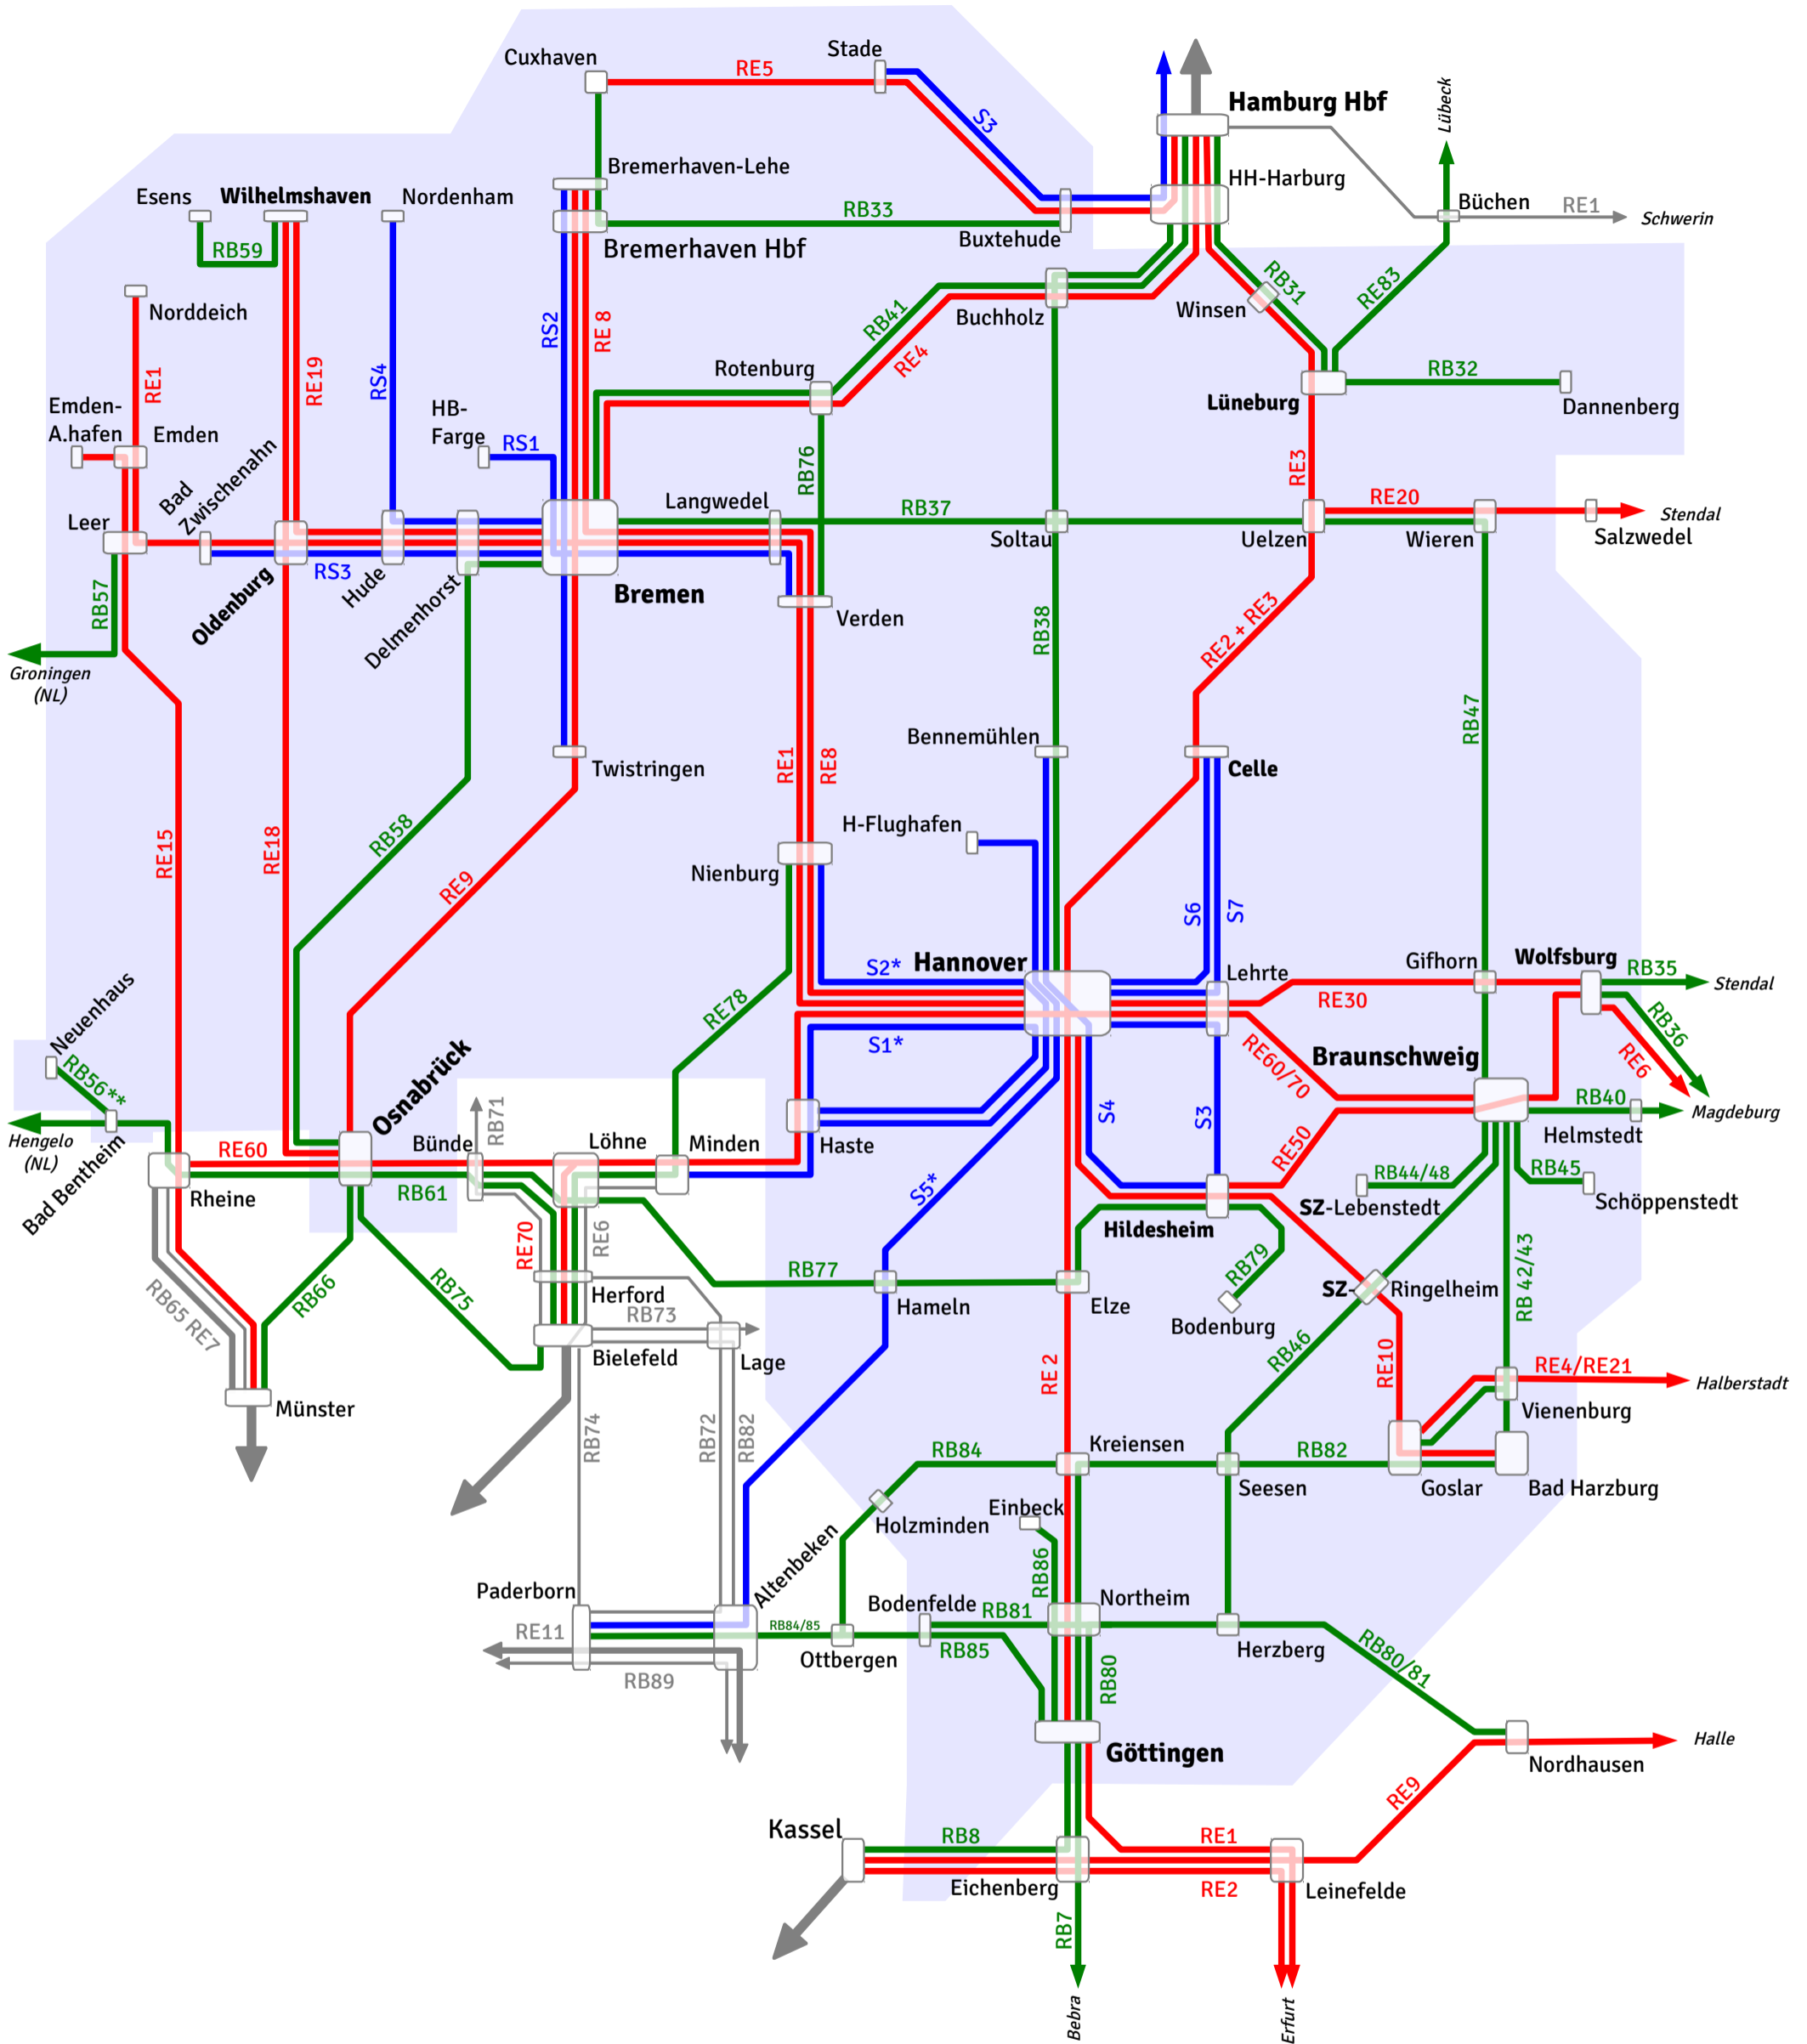 Stade
Cuxhaven
RE5
Hamburg Hbf
S3
Lübeck
Bremerhaven-Lehe
HH-Harburg
Esens
Wilhelmshaven
Nordenham
Büchen
RE1
Schwerin
RB33
Buxtehude
RB59
Bremerhaven Hbf
Norddeich
RB31
RE83
Winsen
Buchholz
RB41
RE4
RS2
RE 8
RE1
RE19
RS4
Rotenburg
RB32
Lüneburg
Dannenberg
Emden-
A.hafen
Emden
HB-
Farge
RS1
Bad
Zwischenahn
RB76
RE3
Langwedel
RB37
RE20
Leer
Soltau
Uelzen
Wieren
Stendal
Salzwedel
RS3
Hude
Oldenburg
Delmenhorst
Bremen
Verden
RB57
RB38
RE2 + RE3
Groningen
(NL)
RB47
Bennemühlen
Twistringen
RE1
RE8
Celle
H-Flughafen
RE15
RE18
RB58
RE9
Nienburg
S6
S7
Hannover
S2*
Lehrte
Gifhorn
Wolfsburg
RB35
Stendal
RE78
RE30
RB36
Neuenhaus
S1*
RE60/70
Braunschweig
RE6
RB56**
Osnabrück
RB71
S4
S3
RB40
Magdeburg
Hengelo
(NL)
Bad Bentheim
RE60
Bünde
Löhne
Minden
Haste
RE50
Helmstedt
Rheine
RB61
S5*
RB44/48
RB45
SZ-Lebenstedt
Schöppenstedt
Hildesheim
RE70
RE6
RB79
RB77
RB65 RE7
RB66
RB75
Herford
RB73
Hameln
Elze
Bodenburg
SZ-
Ringelheim
RB 42/43
Bielefeld
Lage
RB46
RE 2
RE10
RE4/RE21
Halberstadt
Münster
Vienenburg
RB74
RB72
RB82
RB84
Kreiensen
RB82
Seesen
Goslar
Bad Harzburg
Einbeck
Holzminden
Altenbeken
RB86
Paderborn
Bodenfelde
RB81
Northeim
RE11
RB84/85
RB89
Ottbergen
RB85
RB80
Herzberg
RB80/81
Göttingen
Halle
Nordhausen
RE9
Kassel
RB8
RE1
Eichenberg
RE2
Leinefelde
RB7
Bebra
Erfurt